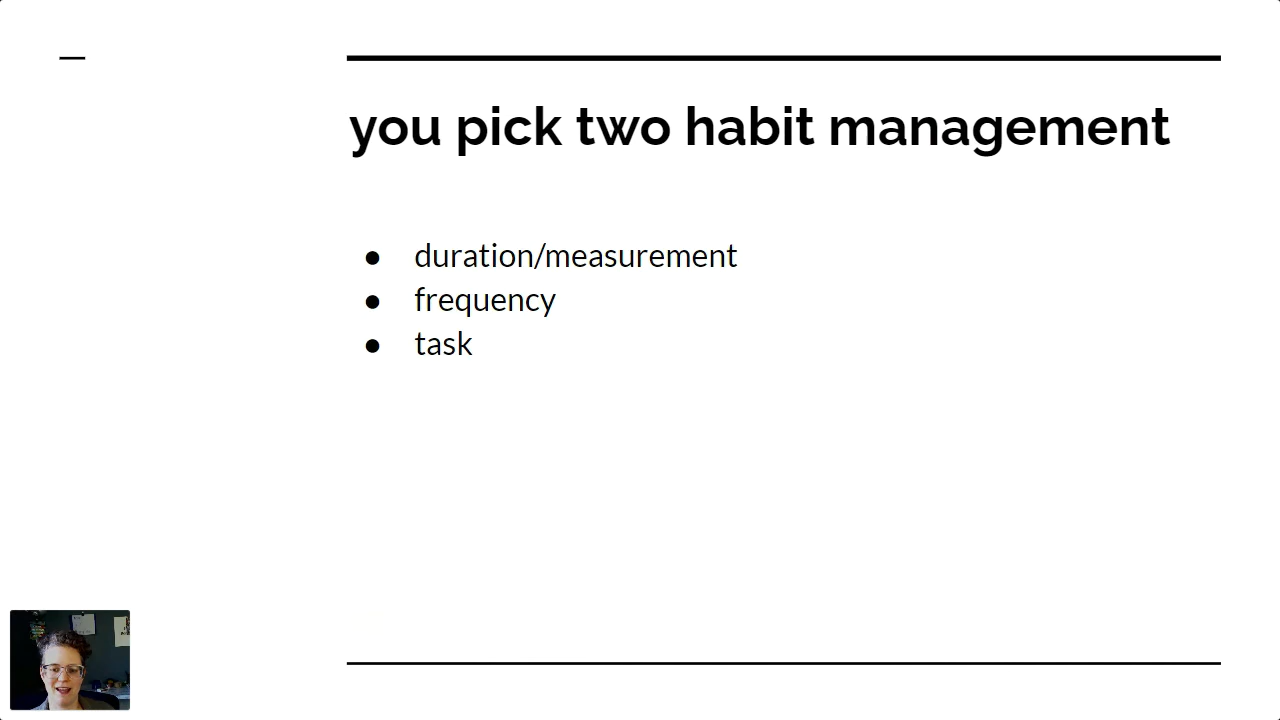 you pick two habit management
● duration/measurement
● frequency
● task